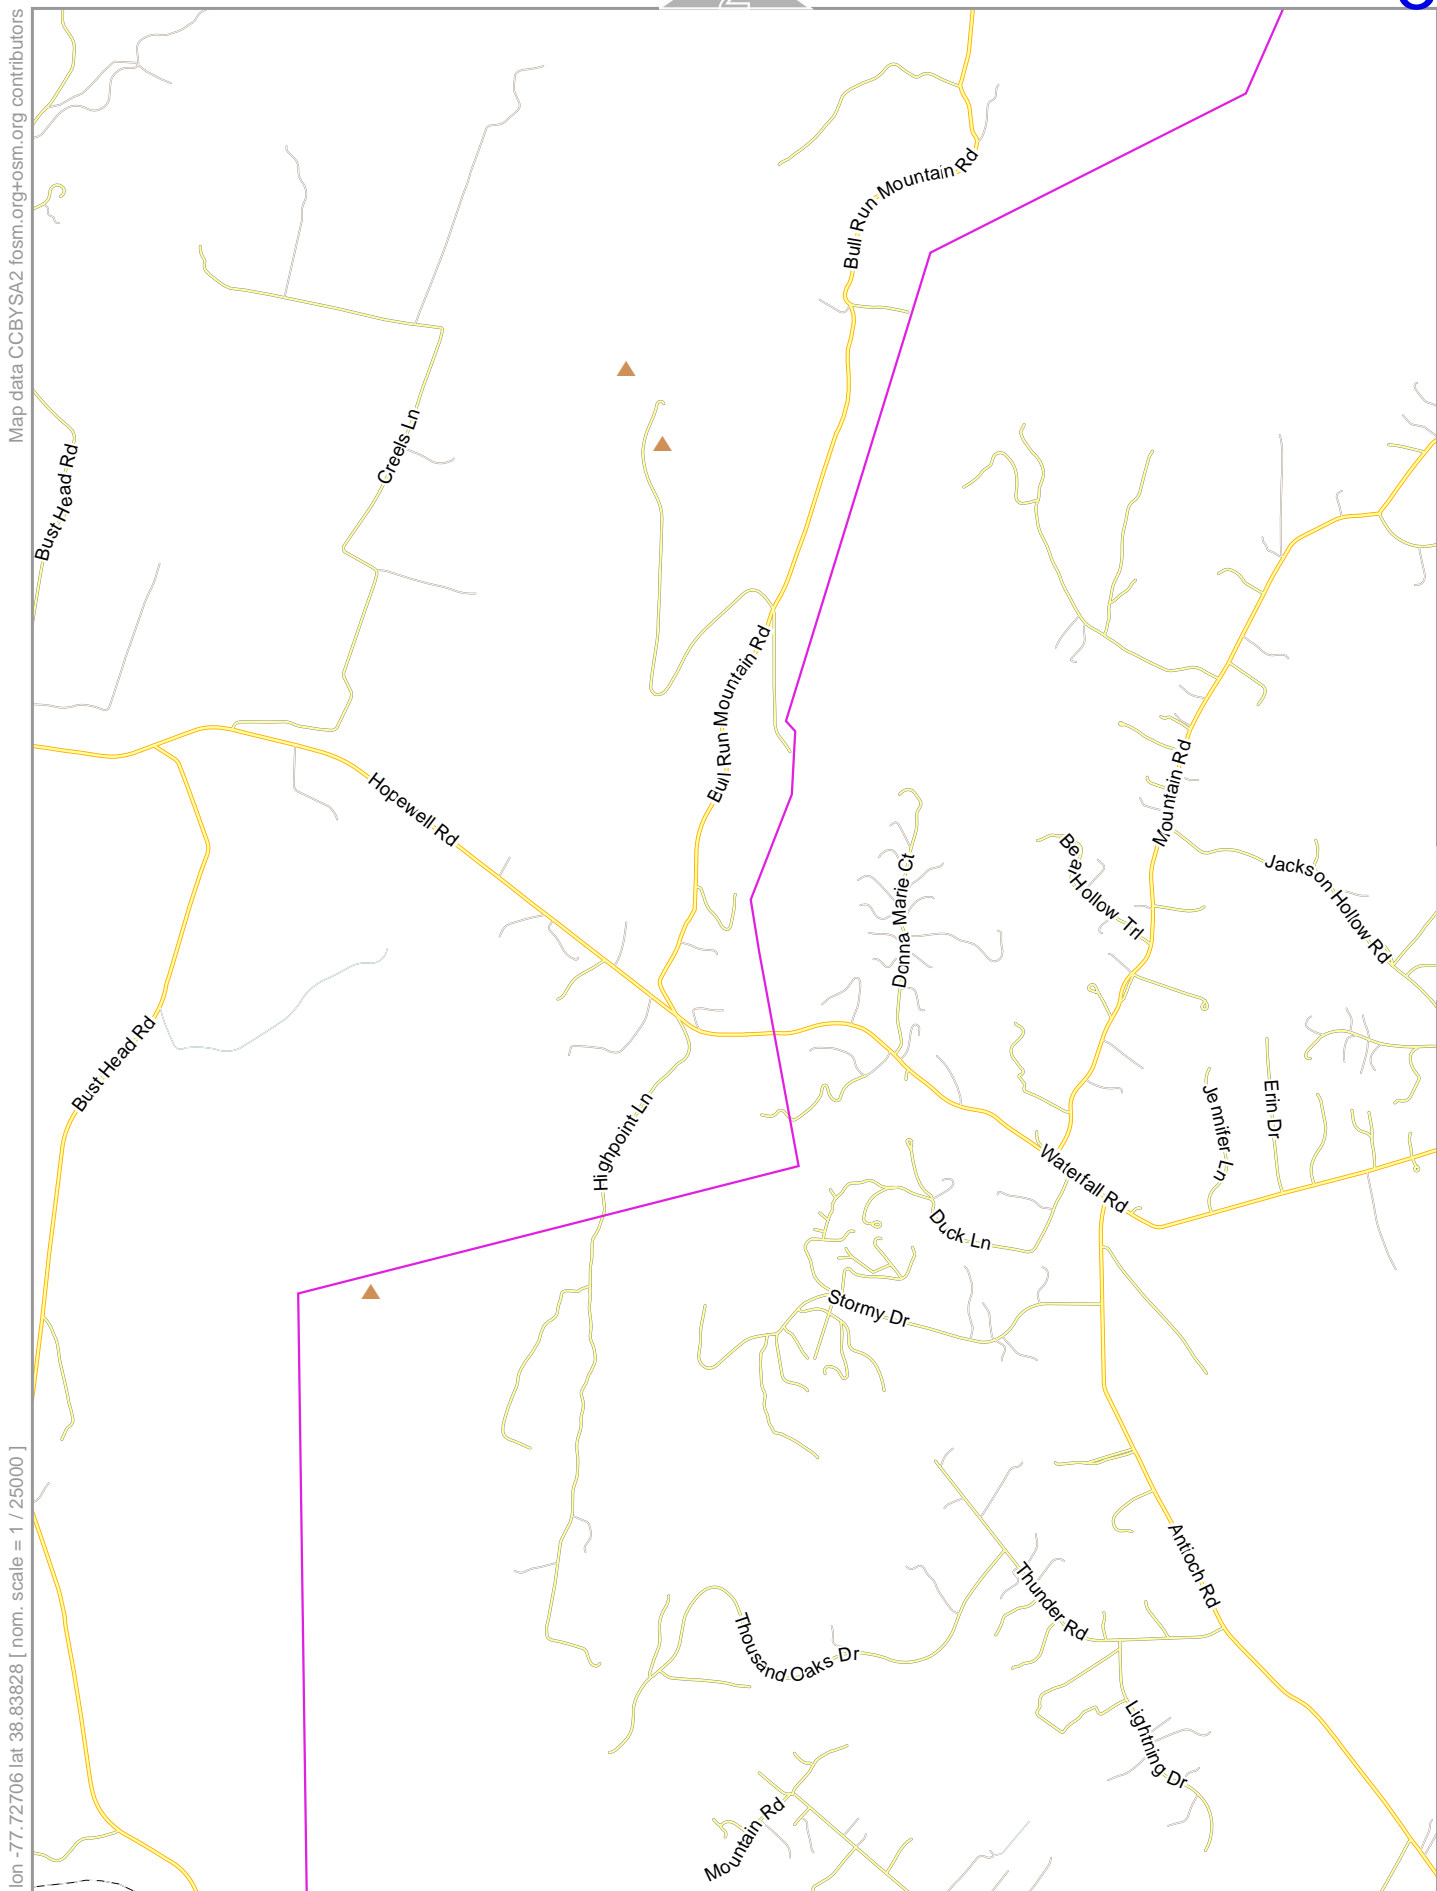 Map data CCBYSA2 fosm.org+osm.org contributors
Bull Run Mountain Rd
Creels Ln
Bust Head Rd
Bull Run Mountain Rd
Mountain Rd
Hopewell Rd
Bear Hollow Trl
Jackson Hollow Rd
Donna Marie Ct
Bust Head Rd
Highpoint Ln
Jennifer Ln
Erin Dr
Waterfall Rd
Duck Ln
Stormy Dr
Antioch Rd
Thunder Rd
Thousand Oaks Dr
Lightning Dr
Mountain Rd
lon -77.72706 lat 38.83828 [ nom. scale = 1 / 25000 ]